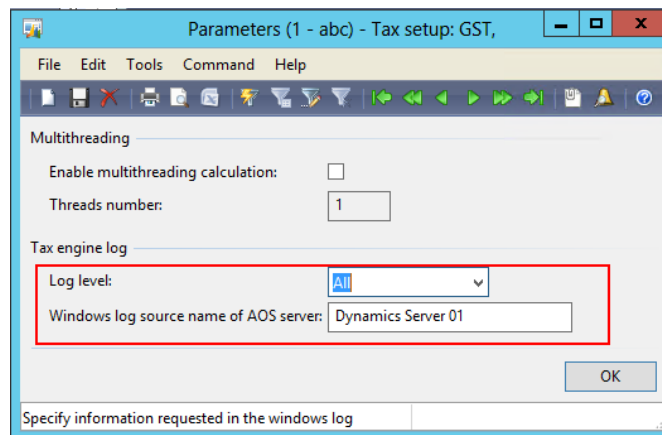 Parameters (1 - abc) - Tax setup: GST,
File Edit Tools Command Help
Multithreading
Enable multithreading calculation:
Threads number: 1
Tax engine log
Log level: All
Windows log source name of AOS server: Dynamics Server 01
OK
Specify information requested in the windows log